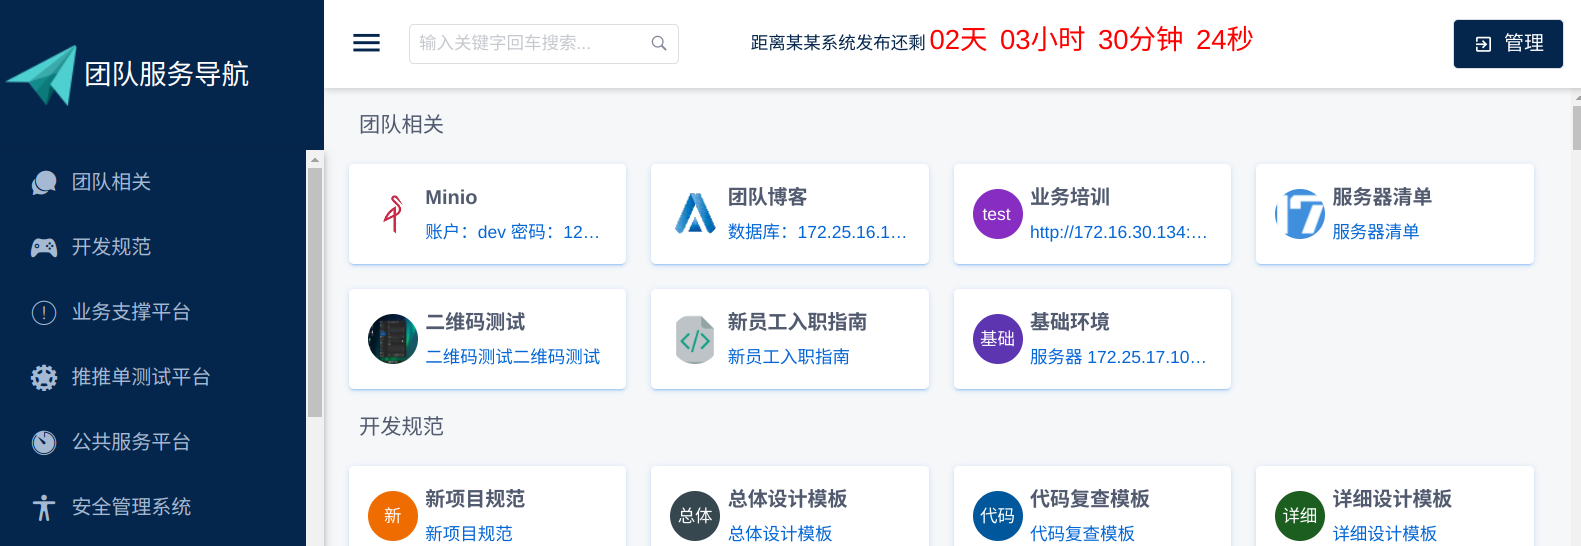 团队服务导航
输入关键字回车搜索...
距离某某系统发布还剩 02天 03小时 30分钟 24秒
管理
团队相关
开发规范
业务支撑平台
推推单测试平台
公共服务平台
安全管理系统
团队相关
Minio
账户：dev 密码：12...
团队博客
数据库：172.25.16.1...
test
业务培训
http://172.16.30.134:...
服务器清单
服务器清单
二维码测试
二维码测试二维码测试
新员工入职指南
新员工入职指南
基础
基础环境
服务器 172.25.17.10...
开发规范
新
新项目规范
新项目规范
总体
总体设计模板
总体设计模板
代码
代码复查模板
代码复查模板
详细
详细设计模板
详细设计模板